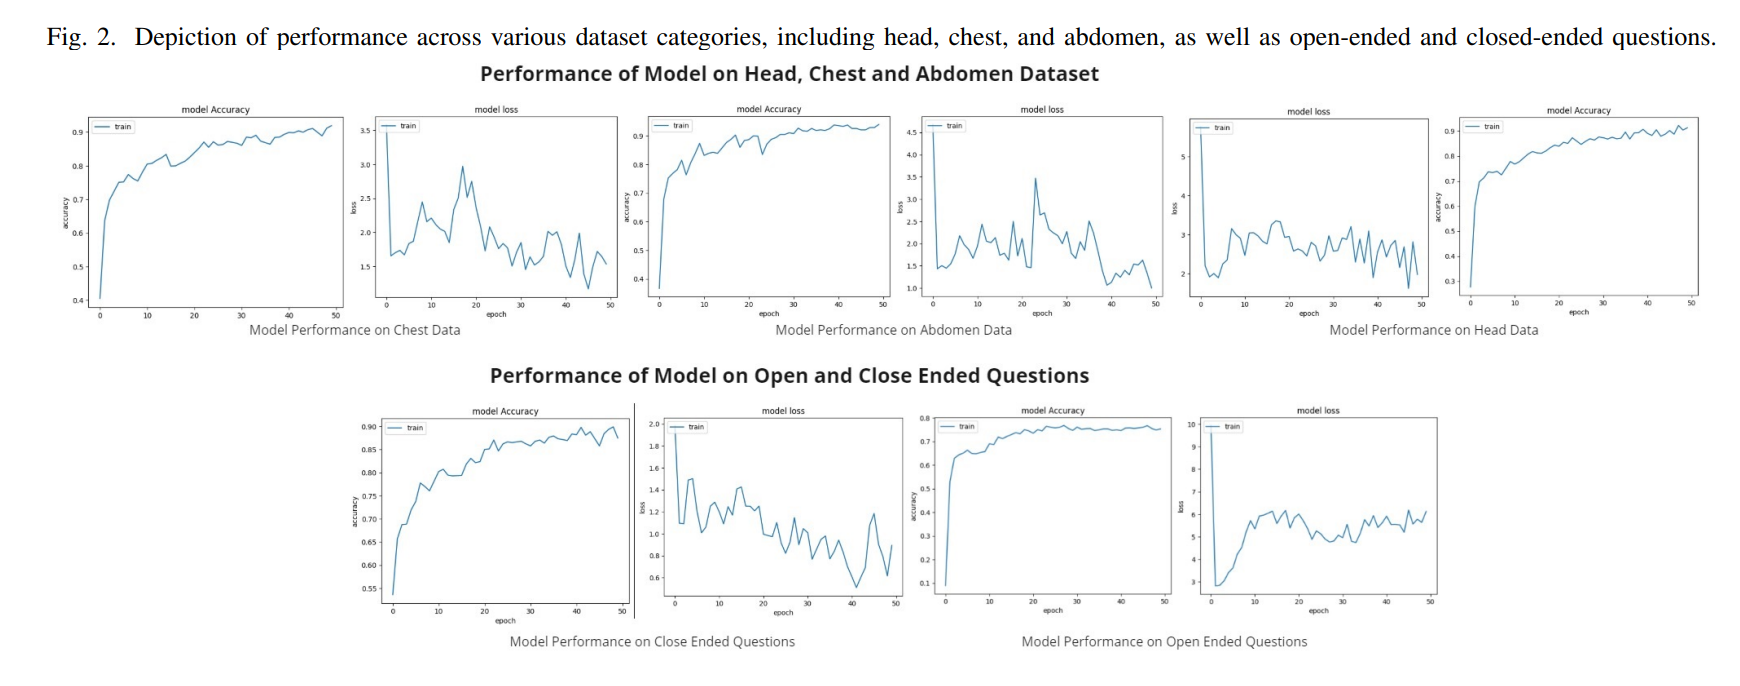 Fig. 2. Depiction of performance across various dataset categories, including head, chest, and abdomen, as well as open-ended and closed-ended questions.
Performance of Model on Head, Chest and Abdomen Dataset
model Accuracy
train
accuracy
0.9
0.8
0.7
0.6
0.5
0.4
0 10 20 30 40 50
model loss
train
loss
3.5
3.0
2.5
2.0
1.5
0 10 20 30 40 50
epoch
Model Performance on Chest Data
model Accuracy
train
accuracy
0.9
0.8
0.7
0.6
0.5
0.4
0 10 20 30 40 50
epoch
model loss
train
loss
4.5
4.0
3.5
3.0
2.5
2.0
1.5
1.0
0 10 20 30 40 50
epoch
Model Performance on Abdomen Data
model loss
train
loss
5
4
3
2
0 10 20 30 40 50
epoch
model Accuracy
train
accuracy
0.9
0.8
0.7
0.6
0.5
0.4
0.3
0 10 20 30 40 50
epoch
Model Performance on Head Data
Performance of Model on Open and Close Ended Questions
model Accuracy
train
accuracy
0.90
0.85
0.80
0.75
0.70
0.65
0.60
0.55
0 10 20 30 40 50
epoch
model loss
train
loss
2.0
1.8
1.6
1.4
1.2
1.0
0.8
0.6
0 10 20 30 40 50
epoch
Model Performance on Close Ended Questions
model Accuracy
train
accuracy
0.8
0.7
0.6
0.5
0.4
0.3
0.2
0.1
0 10 20 30 40 50
epoch
model loss
train
loss
10
9
8
7
6
5
4
3
0 10 20 30 40 50
epoch
Model Performance on Open Ended Questions